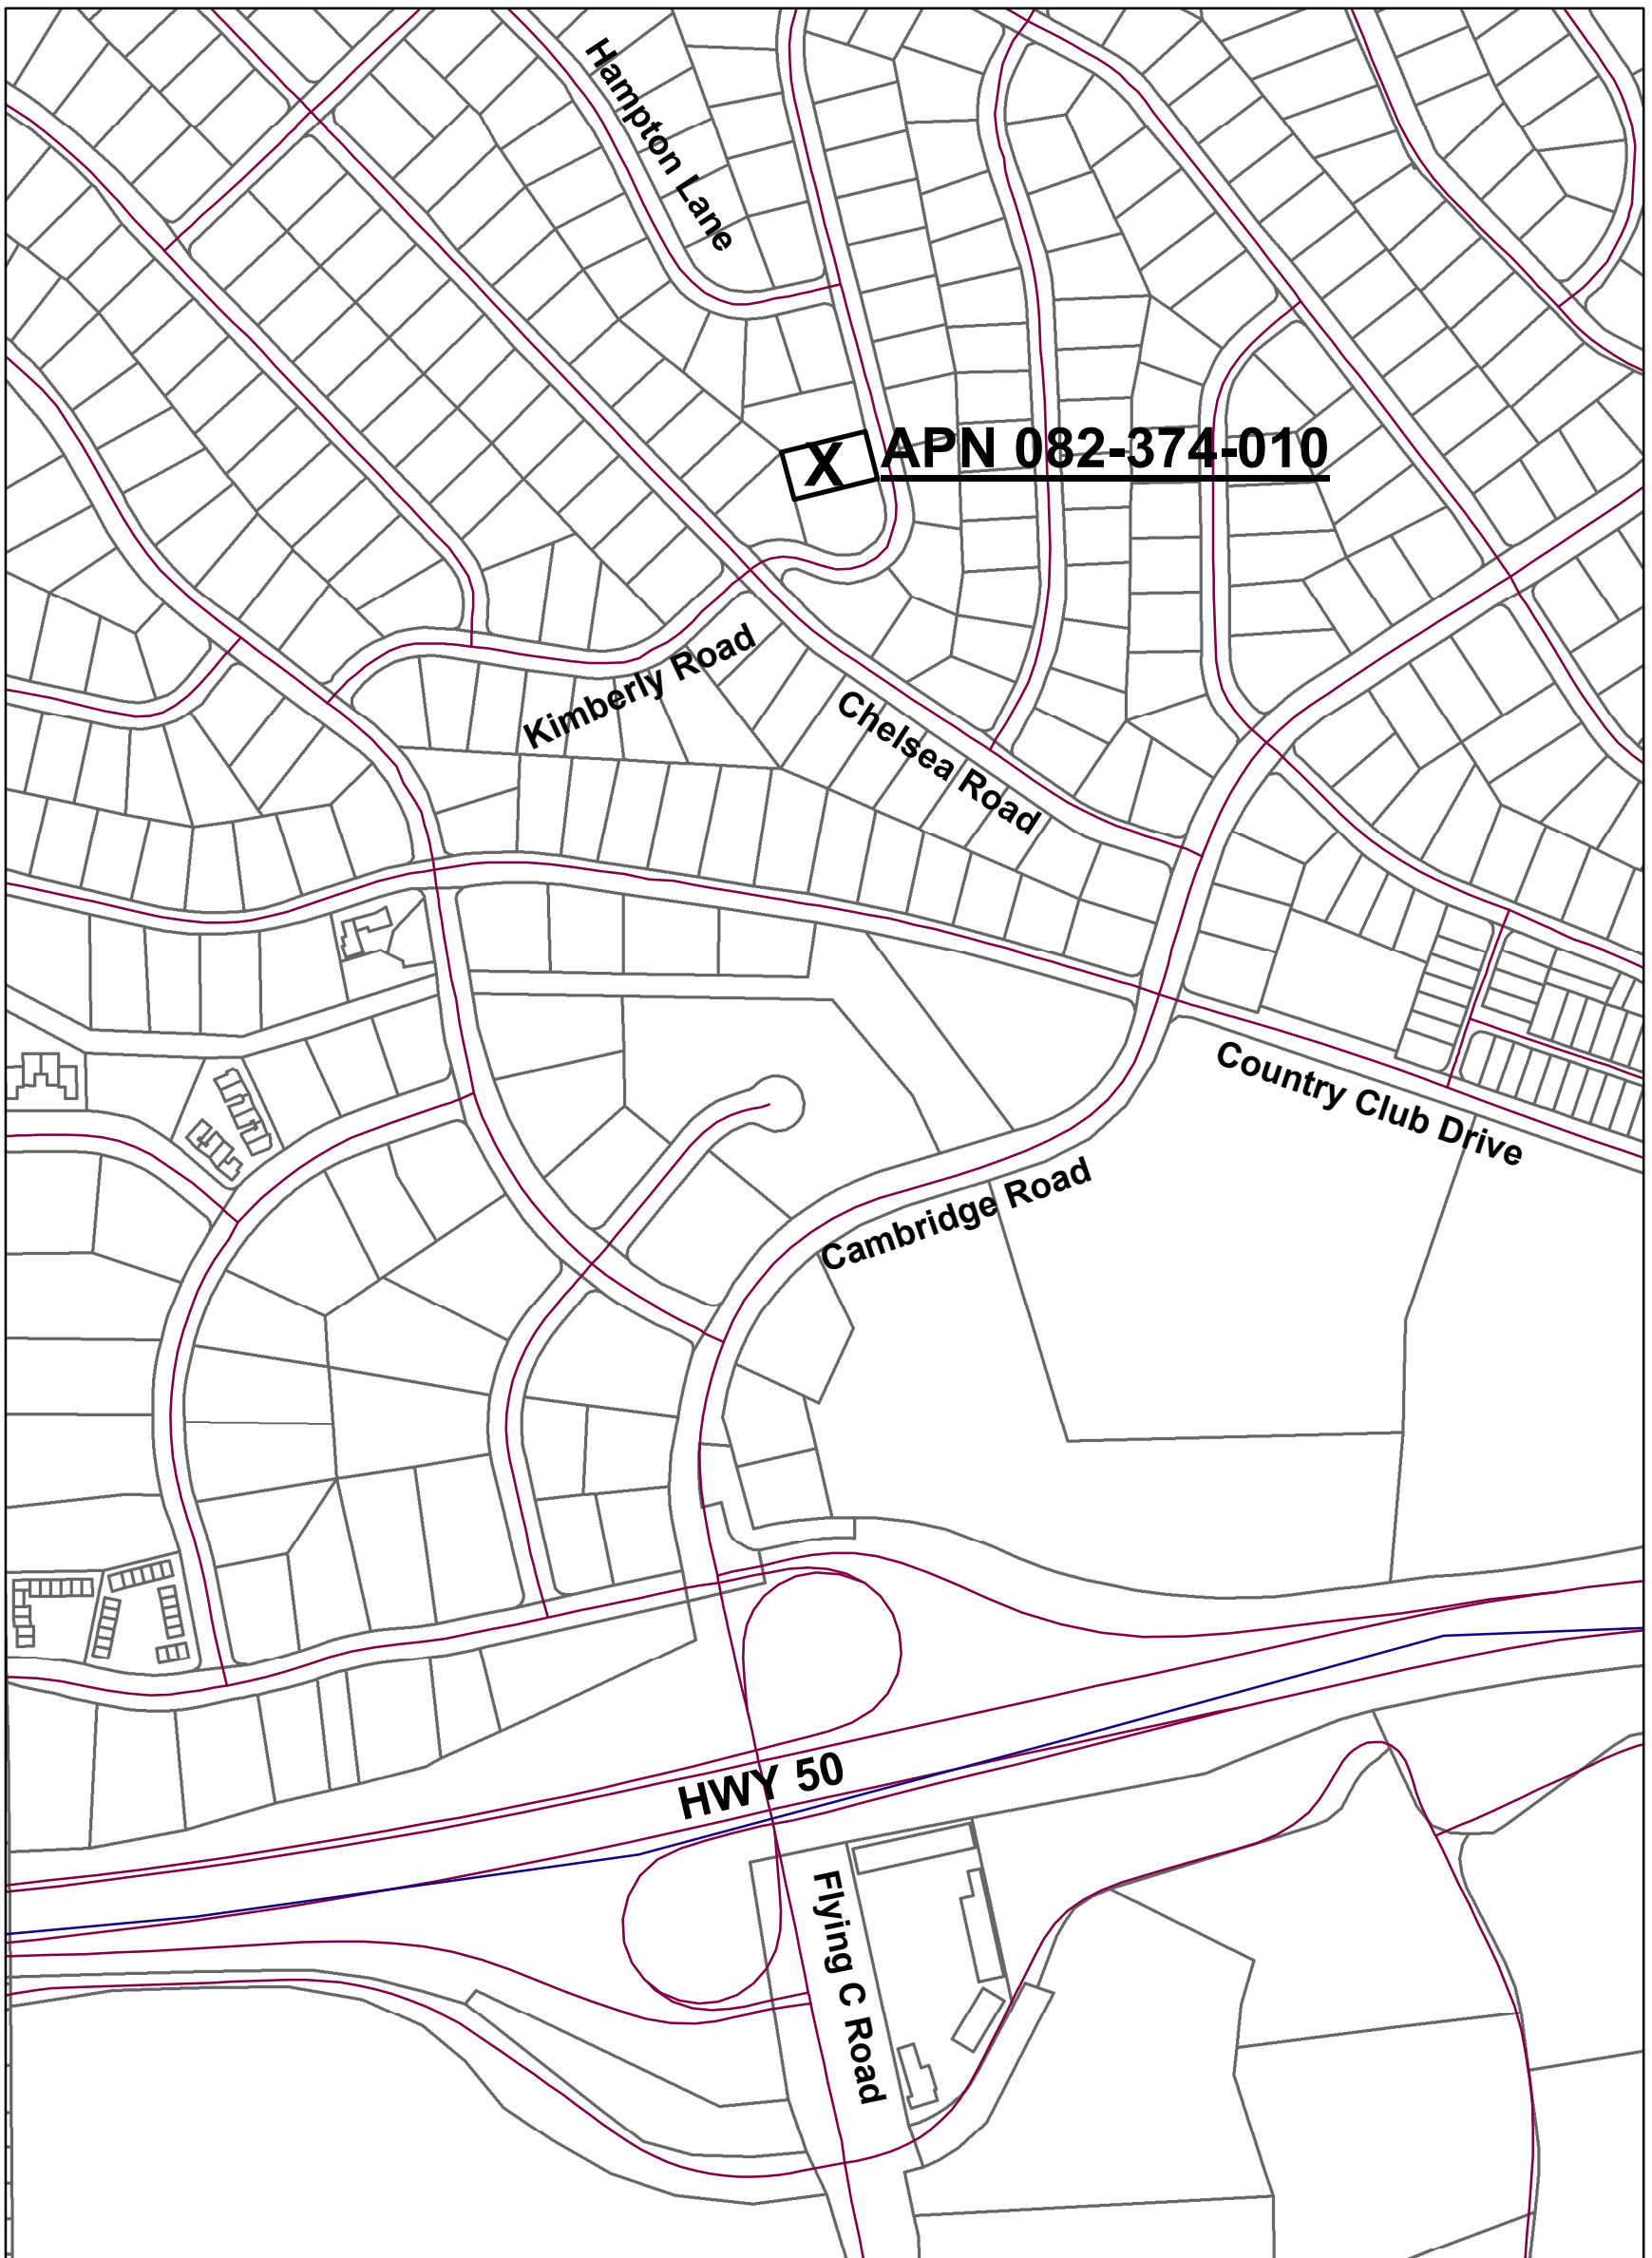 Hampton Lane
X
APN 082-374-010
Kimberly Road
Chelsea Road
Country Club Drive
Cambridge Road
HWY 50
Flying C Road